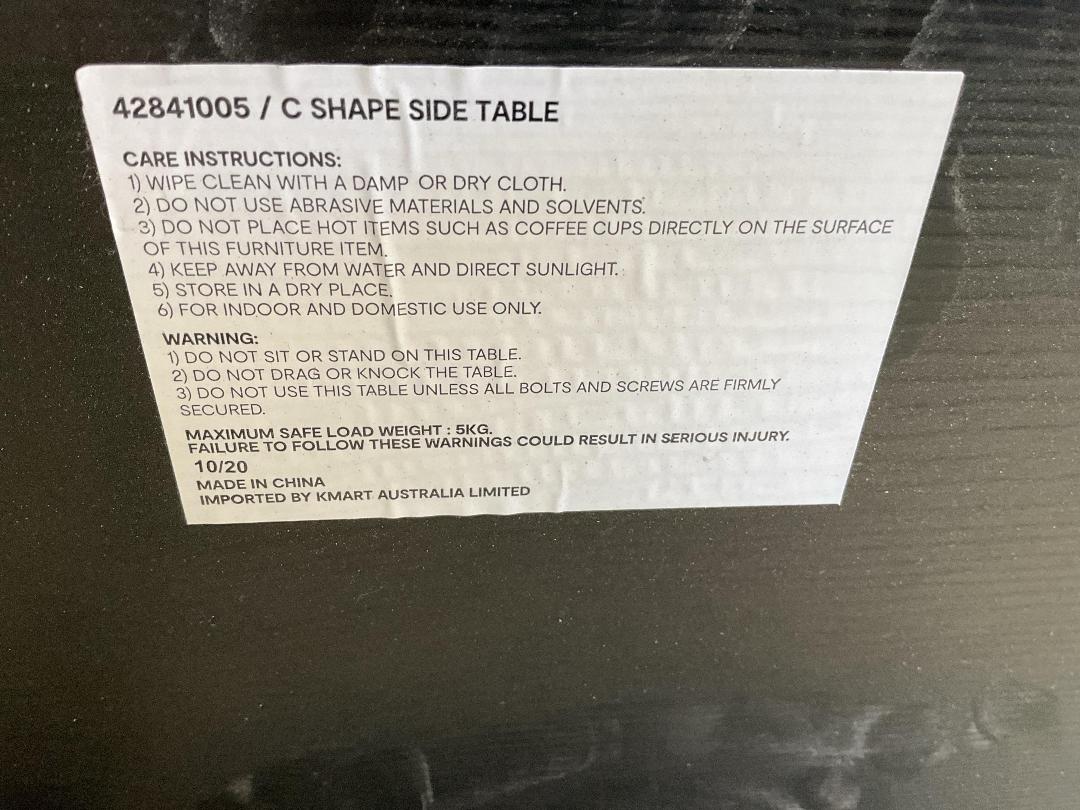 42841005 / C SHAPE SIDE TABLE
CARE INSTRUCTIONS:
1) WIPE CLEAN WITH A DAMP OR DRY CLOTH.
2) DO NOT USE ABRASIVE MATERIALS AND SOLVENTS.
3) DO NOT PLACE HOT ITEMS SUCH AS COFFEE CUPS DIRECTLY ON THE SURFACE
OF THIS FURNITURE ITEM.
4) KEEP AWAY FROM WATER AND DIRECT SUNLIGHT.
5) STORE IN A DRY PLACE.
6) FOR INDOOR AND DOMESTIC USE ONLY.
WARNING:
1) DO NOT SIT OR STAND ON THIS TABLE.
2) DO NOT DRAG OR KNOCK THE TABLE.
3) DO NOT USE THIS TABLE UNLESS ALL BOLTS AND SCREWS ARE FIRMLY
SECURED.
MAXIMUM SAFE LOAD WEIGHT : 5KG.
FAILURE TO FOLLOW THESE WARNINGS COULD RESULT IN SERIOUS INJURY.
10/20
MADE IN CHINA
IMPORTED BY KMART AUSTRALIA LIMITED